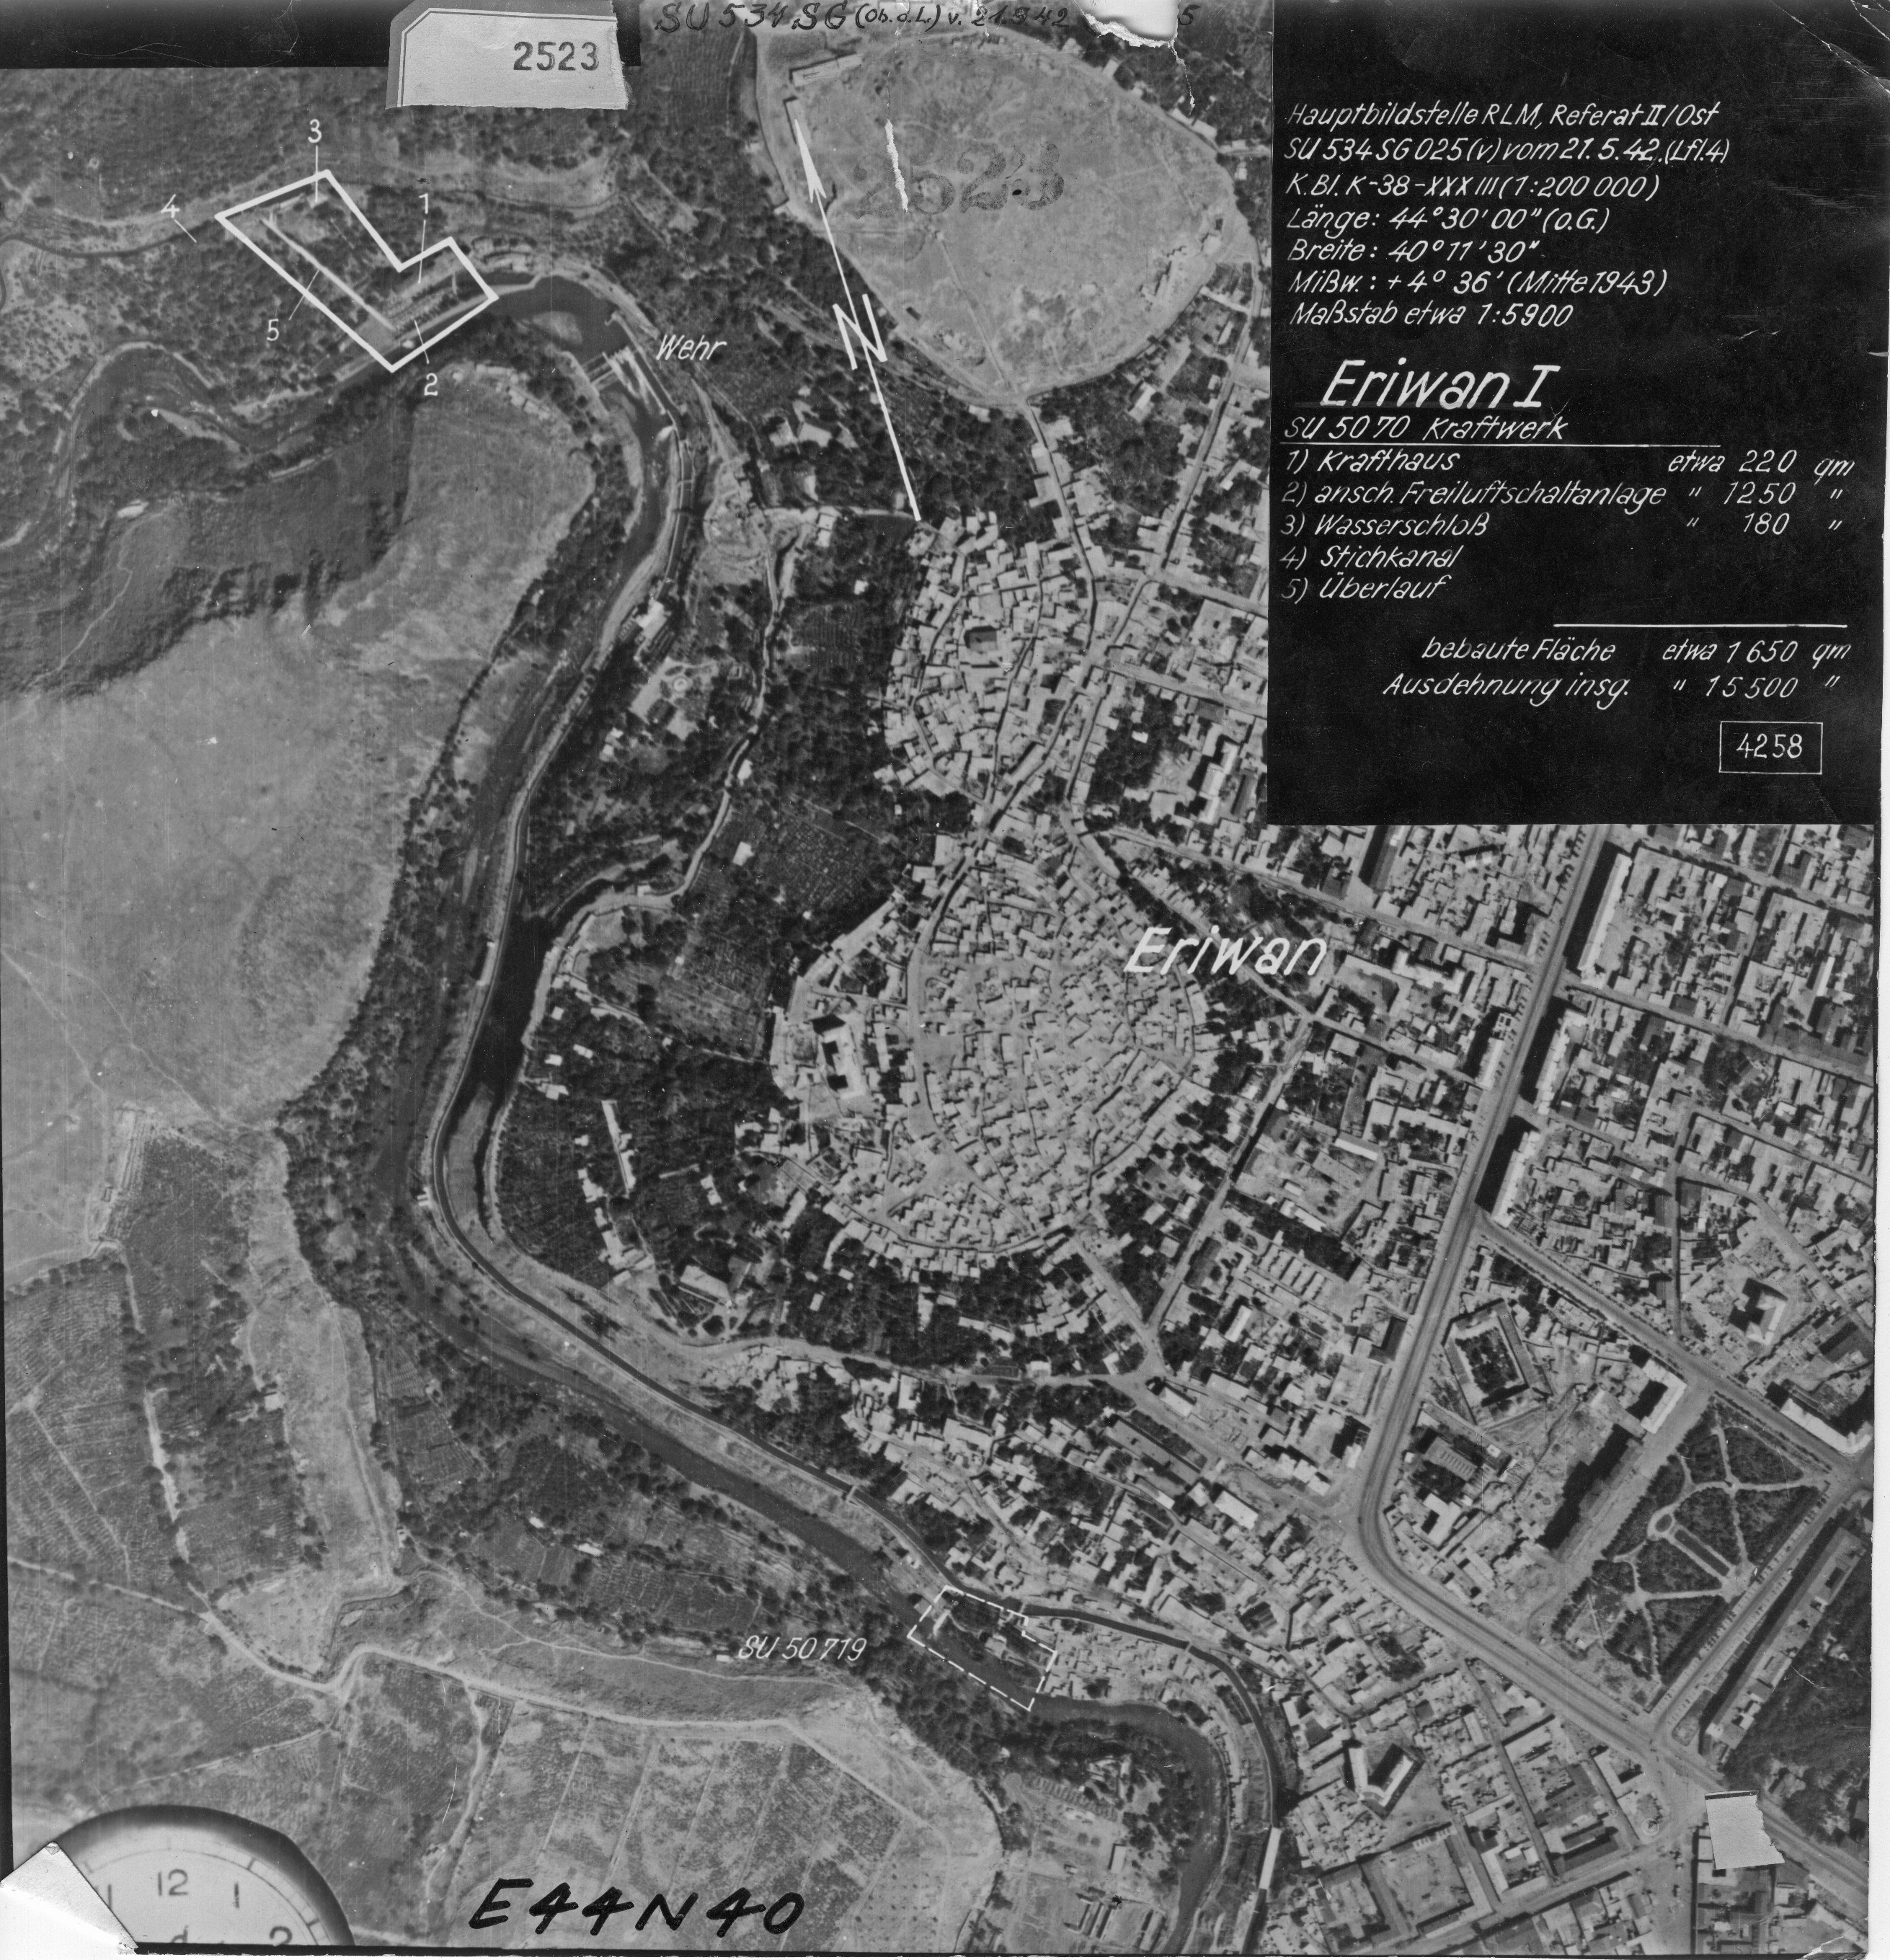 SU 534 SG (Ob.d.L.) v. 21.5.42 5
2523
2523
Hauptbildstelle RLM, Referat II/Ost
SU 534 SG 025 (v) vom 21.5.42. (Lfl.4)
K.Bl. K-38-XXXIII (1:200 000)
Länge: 44° 30' 00" (o.G.)
Breite: 40° 11' 30"
Mißw.: +4° 36' (Mitte 1943)
Maßstab etwa 1:5900
Eriwan I
SU 50 70 Kraftwerk
1) Krafthaus etwa 220 qm
2) ansch. Freiluftschaltanlage " 1250 "
3) Wasserschloß " 180 "
4) Stichkanal
5) Überlauf
bebaute Fläche etwa 1 650 qm
Ausdehnung insg. " 15 500 "
4258
3
4
1
5
2
Wehr
N
Eriwan
SU 50 719
12
1
2
E44N40